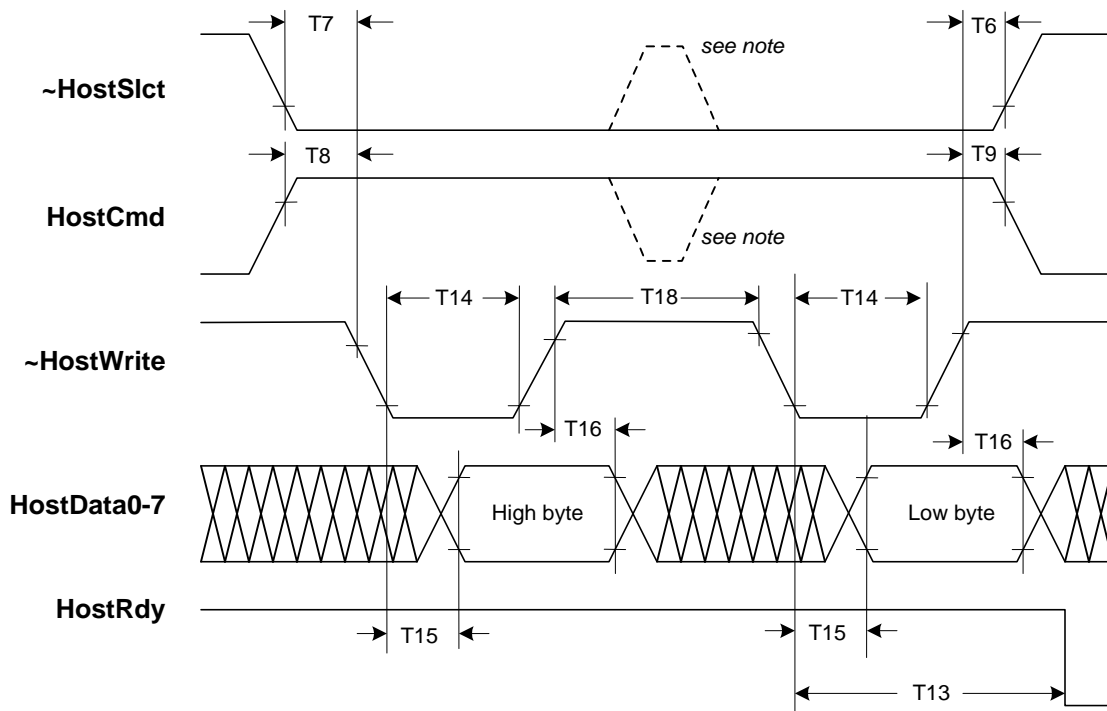 T7
T6
see note
~HostSlct
T8
T9
HostCmd
see note
T14
T18
T14
~HostWrite
T16
T16
HostData0-7
High byte
Low byte
HostRdy
T15
T15
T13